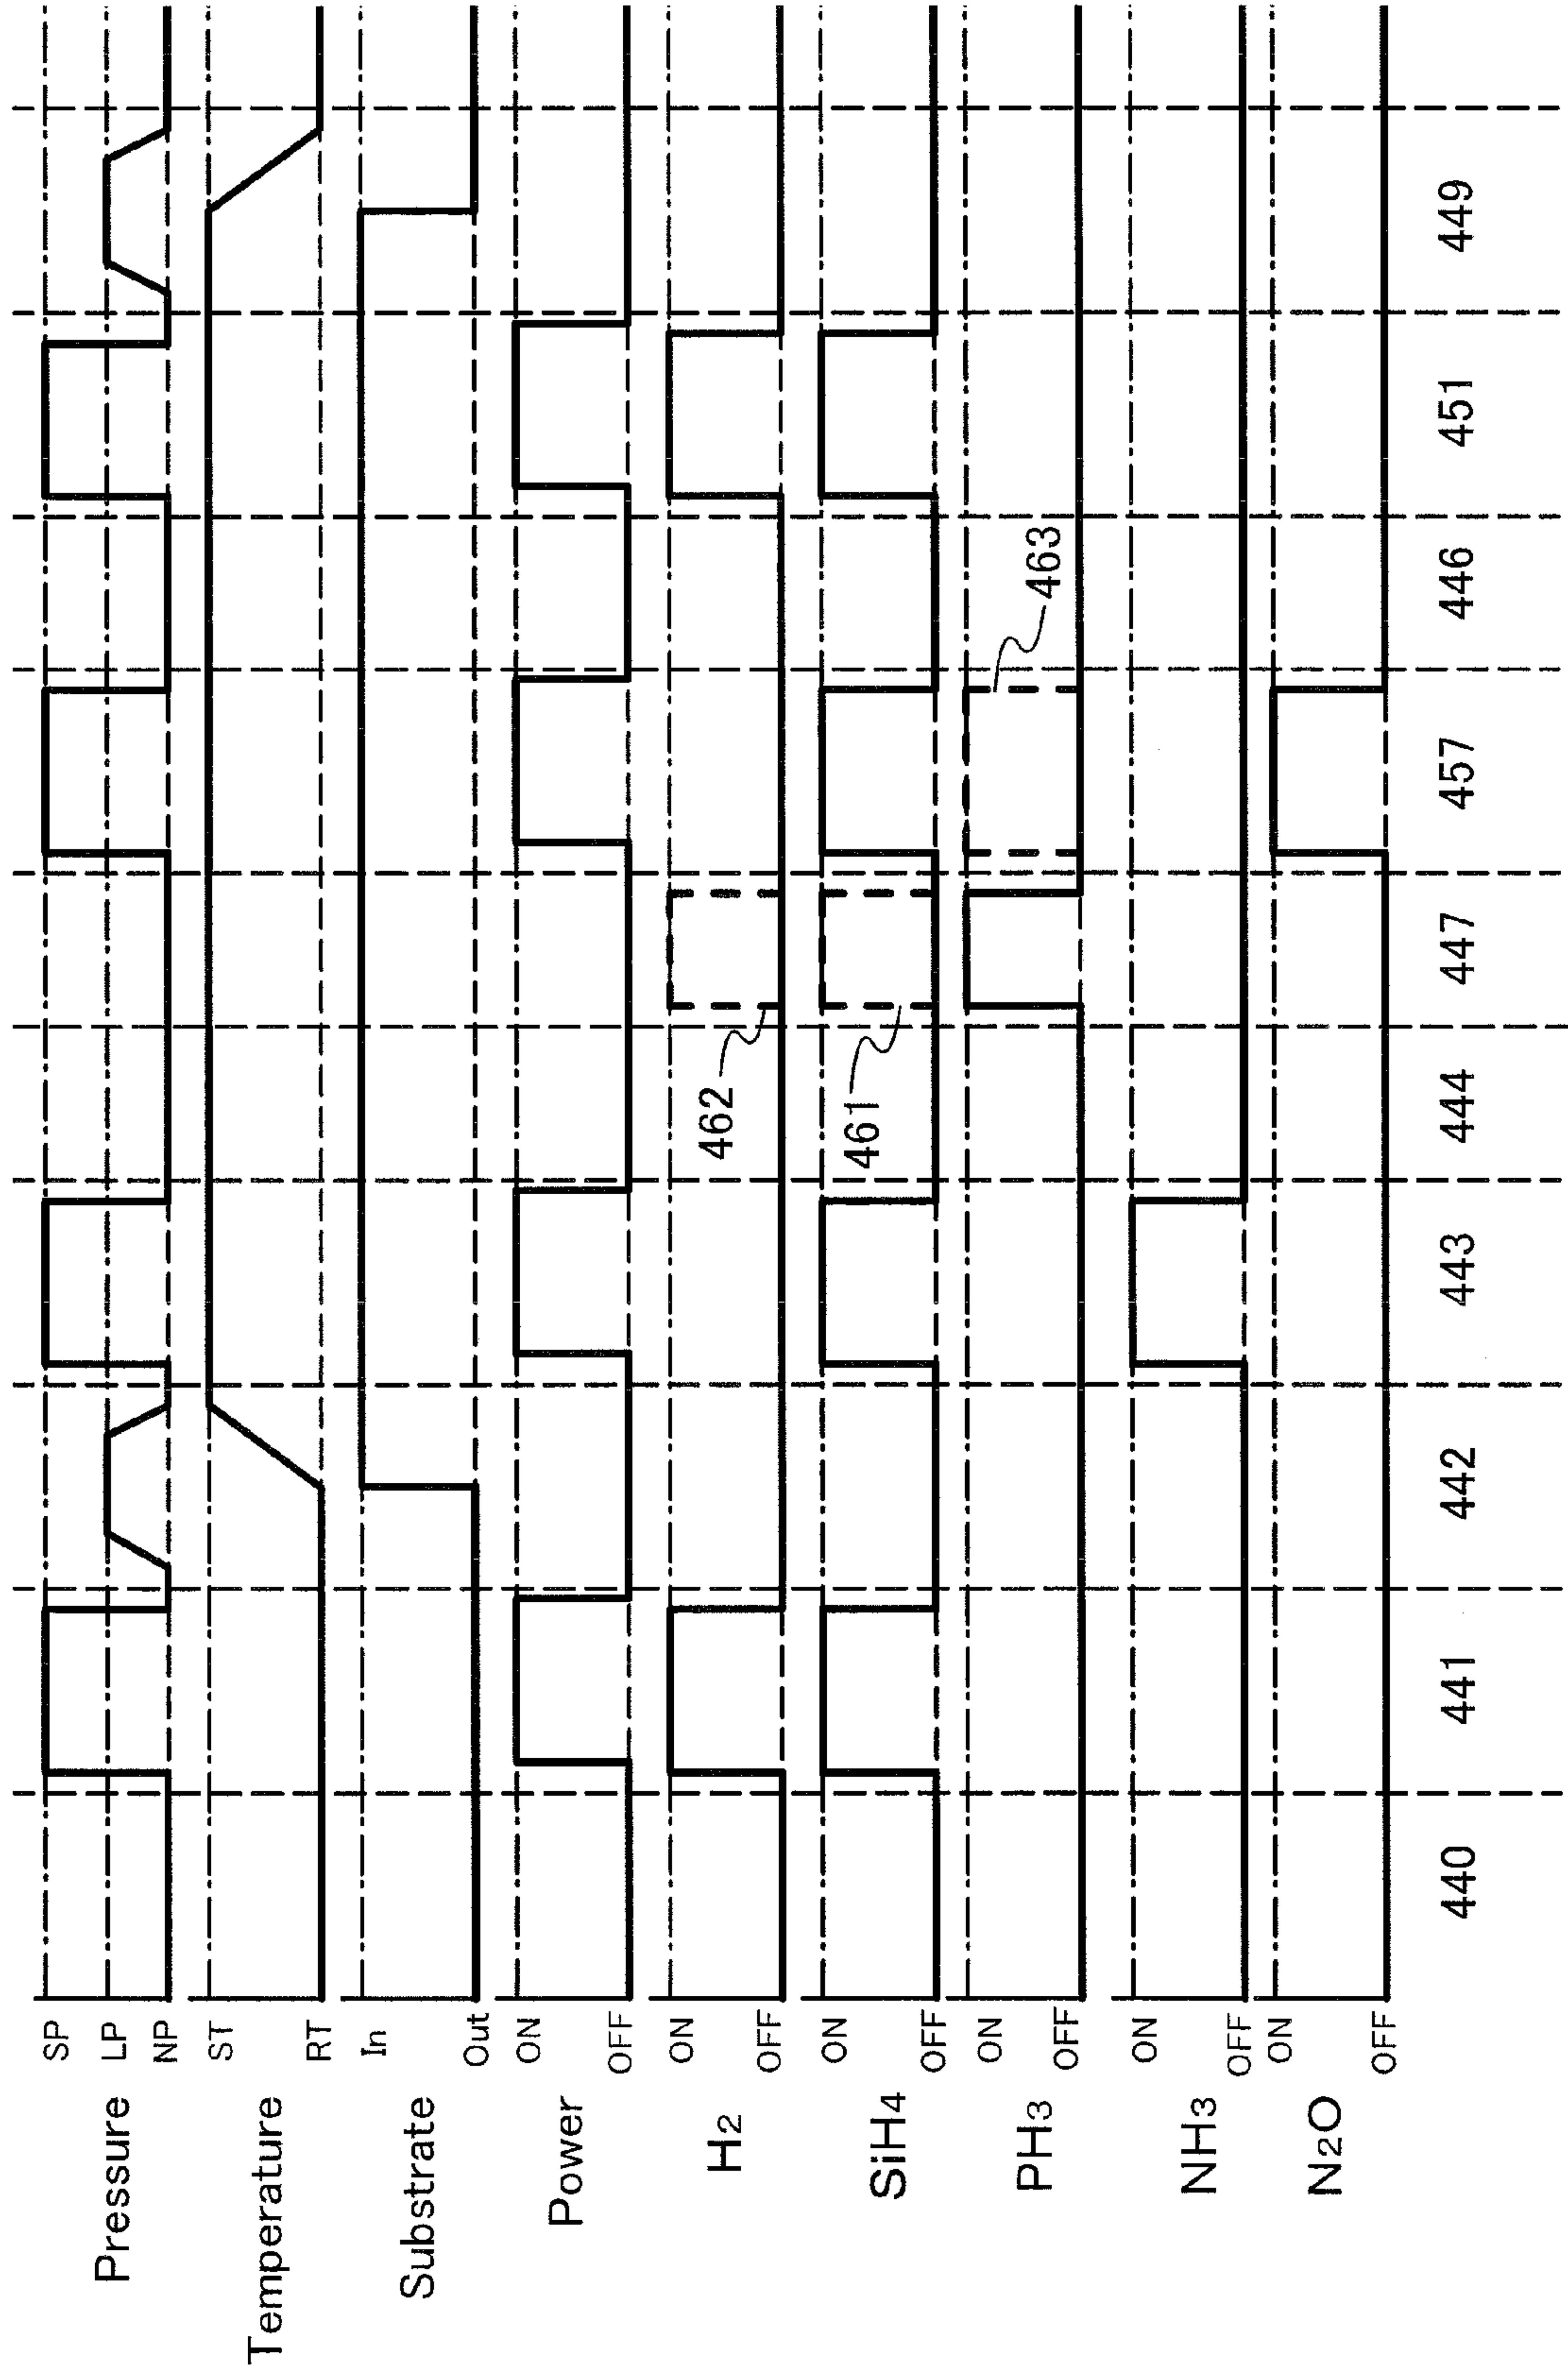 Pressure
SP
LP
NP
Temperature
ST
RT
Substrate
In
Out
Power
ON
OFF
H2
ON
OFF
462
SiH4
ON
OFF
461
PH3
ON
OFF
463
NH3
ON
OFF
N2O
ON
OFF
440 441 442 443 444 447 457 446 451 449